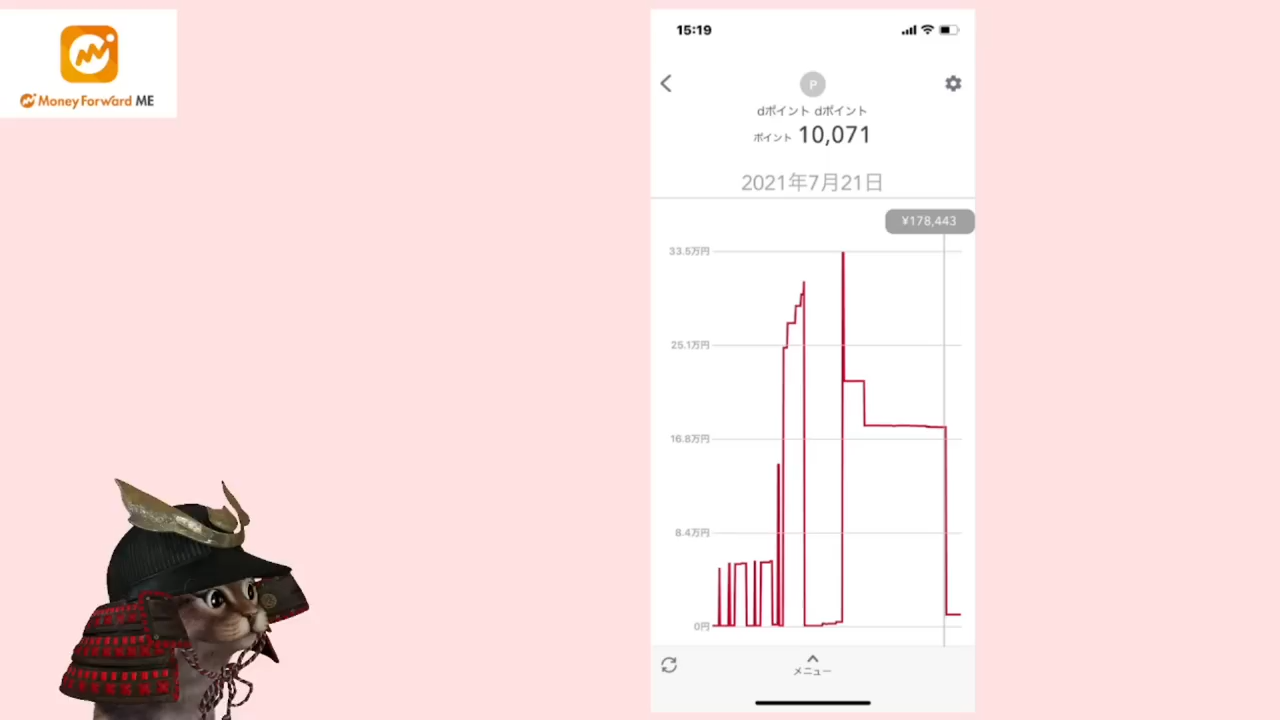 Money Forward ME
15:19
P
dポイント dポイント
ポイント 10,071
2021年7月21日
¥178,443
33.5万円
25.1万円
16.8万円
8.4万円
0円
メニュー